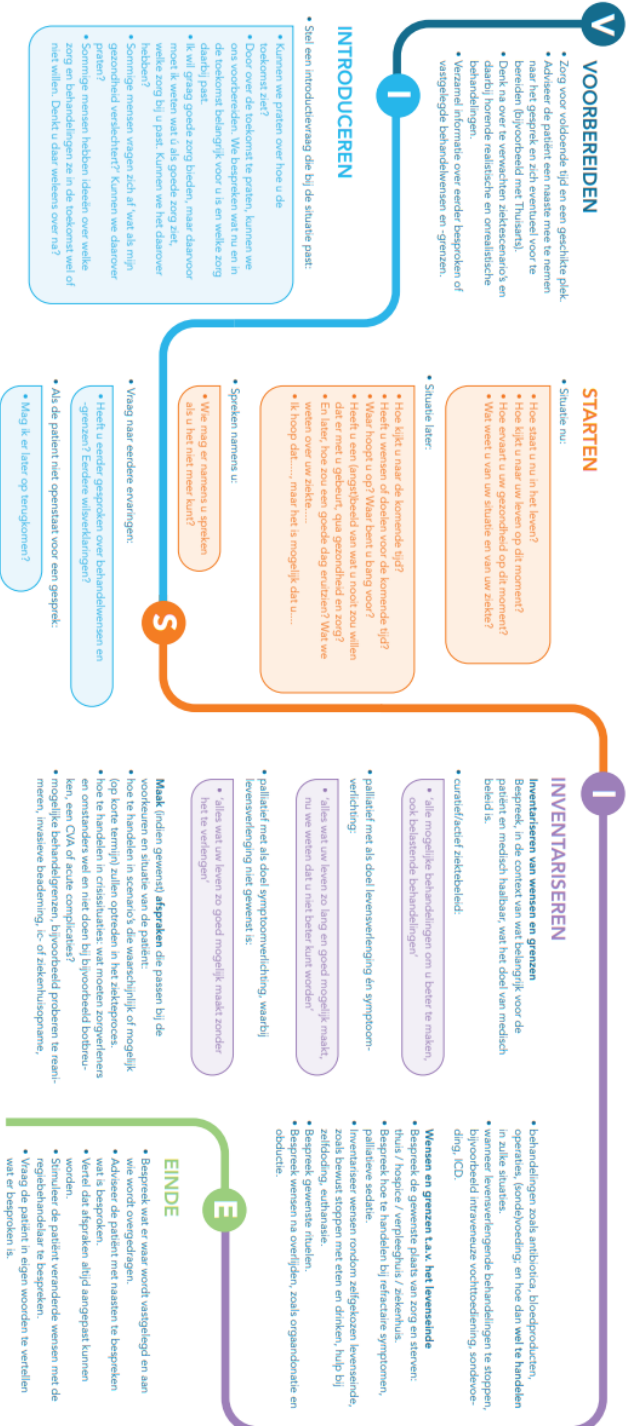 V
VOORBEREIDEN
• Zorg voor voldoende tijd en een geschikte plek.
• Adviseer de patiënt een naaste mee te nemen
naar het gesprek en zich eventueel voor te
bereiden (bijvoorbeeld met Thuisarts).
• Denk na over te verwachten ziektescenario's en
daarbij horende realistische en onrealistische
behandelingen.
• Verzamel informatie over eerder besproken of
vastgelegde behandelwensen en -grenzen.
I
INTRODUCEREN
• Stel een introductievraag die bij de situatie past:
• Kunnen we praten over hoe u de
toekomst ziet?
• Door over de toekomst te praten, kunnen we
ons voorbereiden. We bespreken wat nu en in
de toekomst belangrijk voor u is en welke zorg
daarbij past.
• Ik wil graag goede zorg bieden, maar daarvoor
moet ik weten wat ú als goede zorg ziet,
welke zorg bij u past. Kunnen we het daarover
hebben?
• Sommige mensen vragen zich af 'wat als mijn
gezondheid verslechtert?' Kunnen we daarover
praten?
• Sommige mensen hebben ideeën over welke
zorg en behandelingen ze in de toekomst wel of
niet willen. Denkt u daar weleens over na?
S
STARTEN
• Situatie nu:
• Hoe staat u nu in het leven?
• Hoe kijkt u naar uw leven op dit moment?
• Hoe ervaart u uw gezondheid op dit moment?
• Wat weet u van uw situatie en van uw ziekte?
• Situatie later:
• Hoe kijkt u naar de komende tijd?
• Heeft u wensen of doelen voor de komende tijd?
• Waar hoopt u op? Waar bent u bang voor?
• Heeft u een (angst)beeld van wat u nooit zou willen
dat er met u gebeurt, qua gezondheid en zorg?
• En later, hoe zou een goede dag eruitzien? Wat we
weten over uw ziekte.....
• Ik hoop dat....., maar het is mogelijk dat u.....
• Spreken namens u:
• Wie mag er namens u spreken
als u het niet meer kunt?
• Vraag naar eerdere ervaringen:
• Heeft u eerder gesproken over behandelwensen en
-grenzen? Eerdere wilsverklaringen?
• Als de patient niet openstaat voor een gesprek:
• Mag ik er later op terugkomen?
I
INVENTARISEREN
Inventariseren van wensen en grenzen
Bespreek, in de context van wat belangrijk voor de
patiënt en medisch haalbaar, wat het doel van medisch
beleid is.
• curatief/actief ziektebeleid:
• 'alle mogelijke behandelingen om u beter te maken,
ook belastende behandelingen'
• palliatief met als doel levensverlenging én symptoom-
verlichting:
• 'alles wat uw leven zo lang en goed mogelijk maakt,
nu we weten dat u niet beter kunt worden'
• palliatief met als doel symptoomverlichting, waarbij
levensverlenging niet gewenst is:
• 'alles wat uw leven zo goed mogelijk maakt zonder
het te verlengen'
Maak (indien gewenst) afspraken die passen bij de
voorkeuren en situatie van de patiënt:
• hoe te handelen in scenario's die waarschijnlijk of mogelijk
(op korte termijn) zullen optreden in het ziekteproces.
• hoe te handelen in crisissituaties: wat moeten zorgverleners
en omstanders wel en niet doen bij bijvoorbeeld botbreu-
ken, een CVA of acute complicaties?
• mogelijke behandelgrenzen, bijvoorbeeld proberen te reani-
meren, invasieve beademing, ic- of ziekenhuisopname,
• behandelingen zoals antibiotica, bloedproducten,
operaties, (sonde)voeding; en hoe dan wel te handelen
in zulke situaties.
• wanneer levensverlengende behandelingen te stoppen,
bijvoorbeeld intraveneuze vochttoediening, sondevoe-
ding, ICD.
Wensen en grenzen t.a.v. het levenseinde
• Bespreek de gewenste plaats van zorg en sterven:
thuis / hospice / verpleeghuis / ziekenhuis.
• Bespreek hoe te handelen bij refractaire symptomen,
palliatieve sedatie.
• Inventariseer wensen rondom zelfgekozen levenseinde,
zoals bewust stoppen met eten en drinken, hulp bij
zelfdoding, euthanasie.
• Bespreek gewenste rituelen.
• Bespreek wensen na overlijden, zoals orgaandonatie en
obductie.
E
EINDE
• Bespreek wat er waar wordt vastgelegd en aan
wie wordt overgedragen.
• Adviseer de patiënt met naasten te bespreken
wat is besproken.
• Vertel dat afspraken altijd aangepast kunnen
worden.
• Stimuleer de patiënt veranderde wensen met de
regiebehandelaar te bespreken.
• Vraag de patiënt in eigen woorden te vertellen
wat er besproken is.